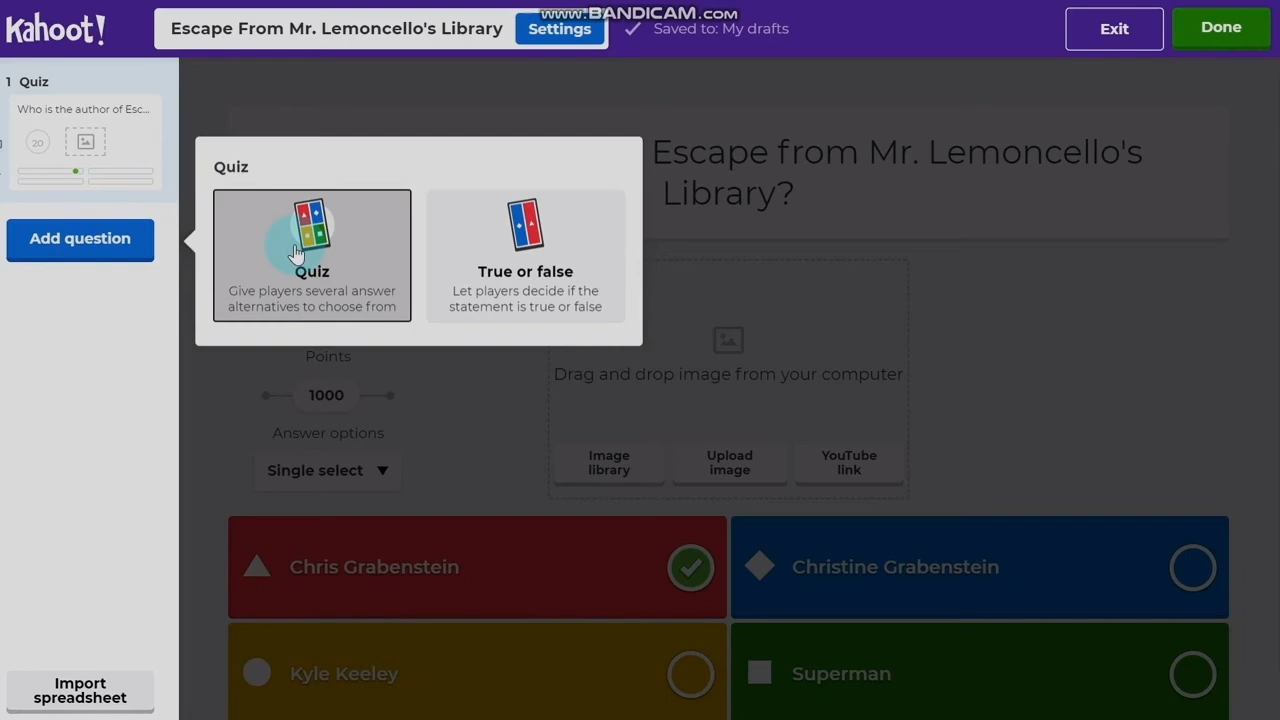 www.BANDICAM.com
Kahoot!
Escape From Mr. Lemoncello's Library
Settings
Saved to: My drafts
Exit
Done
1 Quiz
Who is the author of Esc...
20
Add question
Import
spreadsheet
Quiz
Quiz
Give players several answer
alternatives to choose from
True or false
Let players decide if the
statement is true or false
Escape from Mr. Lemoncello's
Library?
Points
1000
Answer options
Single select
Drag and drop image from your computer
Image
library
Upload
image
YouTube
link
Chris Grabenstein
Christine Grabenstein
Kyle Keeley
Superman